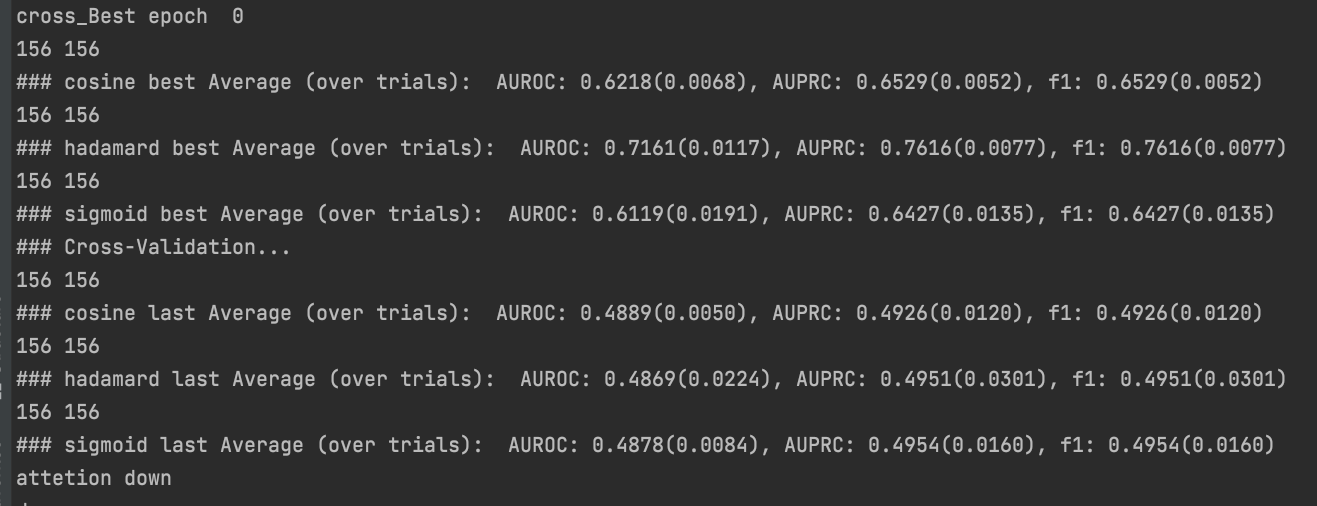 cross_Best epoch  0
156 156
### cosine best Average (over trials):  AUROC: 0.6218(0.0068), AUPRC: 0.6529(0.0052), f1: 0.6529(0.0052)
156 156
### hadamard best Average (over trials):  AUROC: 0.7161(0.0117), AUPRC: 0.7616(0.0077), f1: 0.7616(0.0077)
156 156
### sigmoid best Average (over trials):  AUROC: 0.6119(0.0191), AUPRC: 0.6427(0.0135), f1: 0.6427(0.0135)
### Cross-Validation...
156 156
### cosine last Average (over trials):  AUROC: 0.4889(0.0050), AUPRC: 0.4926(0.0120), f1: 0.4926(0.0120)
156 156
### hadamard last Average (over trials):  AUROC: 0.4869(0.0224), AUPRC: 0.4951(0.0301), f1: 0.4951(0.0301)
156 156
### sigmoid last Average (over trials):  AUROC: 0.4878(0.0084), AUPRC: 0.4954(0.0160), f1: 0.4954(0.0160)
attetion down